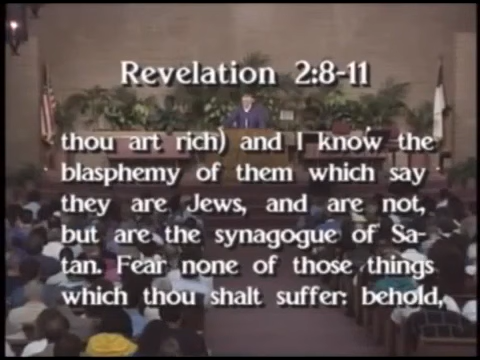 Revelation 2:8-11
thou art rich) and I know the
blasphemy of them which say
they are Jews, and are not,
but are the synagogue of Sa-
tan. Fear none of those things
which thou shalt suffer: behold,